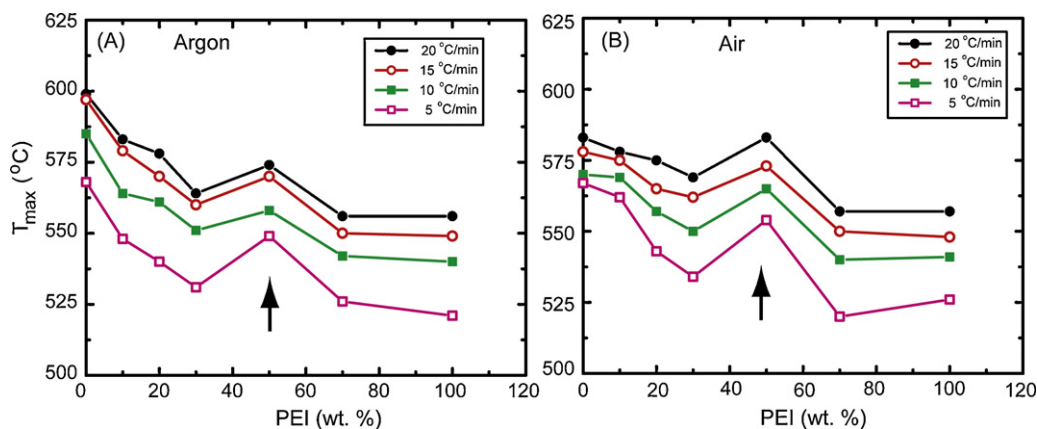 (A) Argon
20 °C/min
15 °C/min
10 °C/min
5 °C/min
625
600
575
550
525
500
Tmax (°C)
0 20 40 60 80 100 120
PEI (wt. %)
(B) Air
20 °C/min
15 °C/min
10 °C/min
5 °C/min
625
600
575
550
525
500
0 20 40 60 80 100 120
PEI (wt. %)